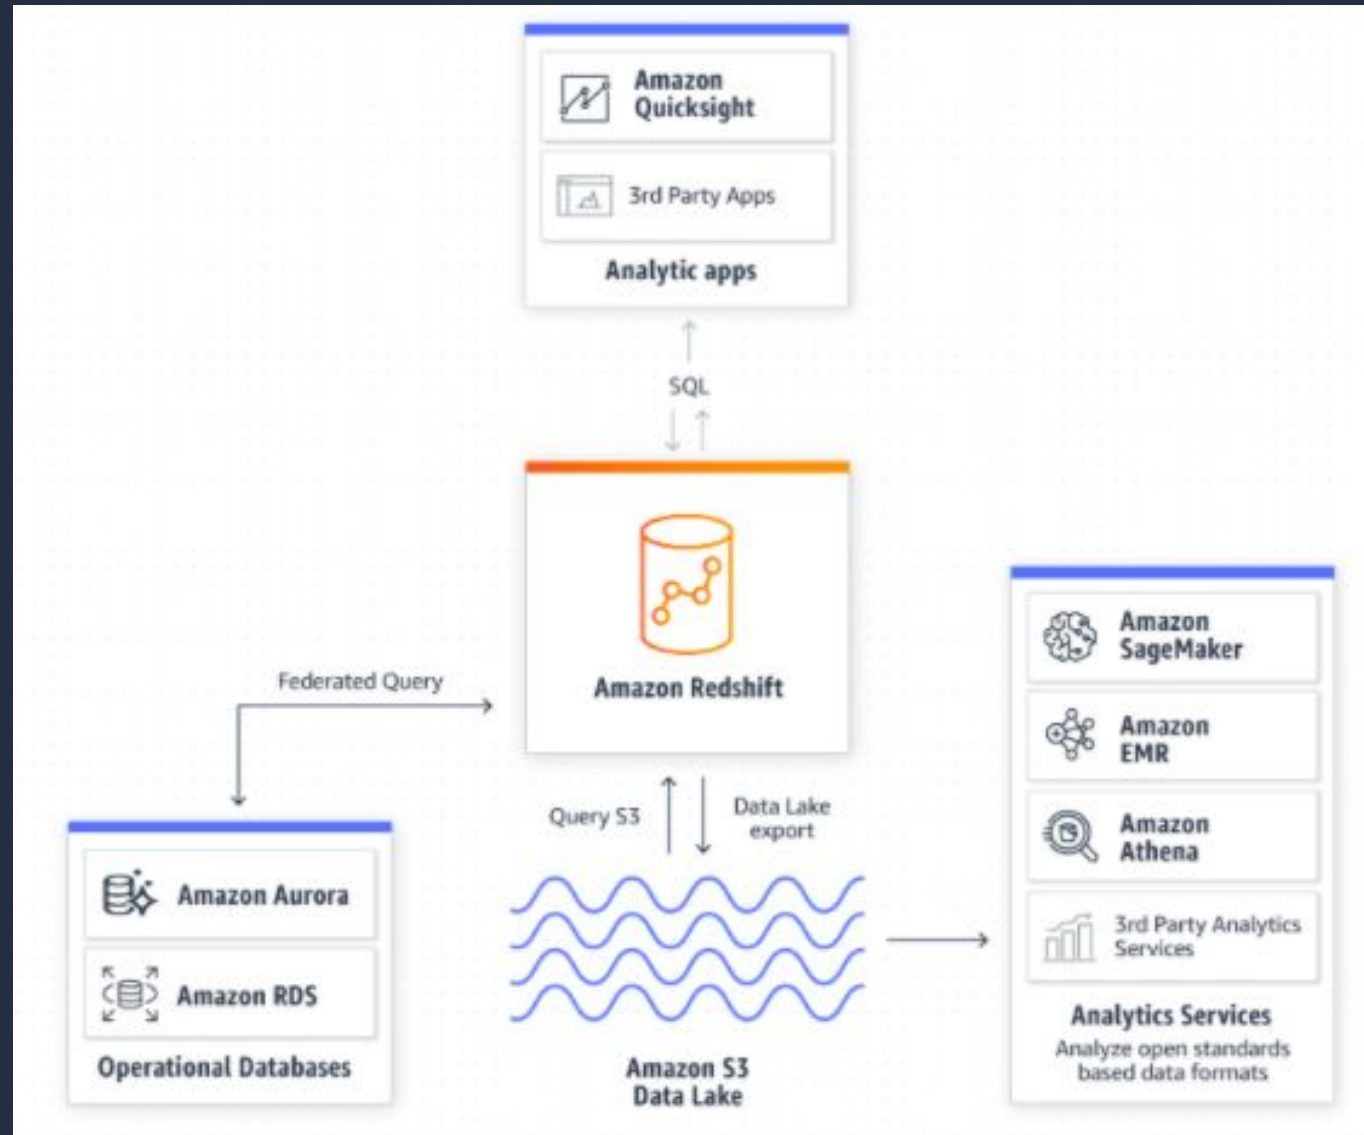 Amazon
Quicksight
3rd Party Apps
Analytic apps
SQL
Amazon Redshift
Federated Query
Query S3
Data Lake
export
Amazon Aurora
Amazon RDS
Operational Databases
Amazon S3
Data Lake
Amazon
SageMaker
Amazon
EMR
Amazon
Athena
3rd Party Analytics
Services
Analytics Services
Analyze open standards
based data formats